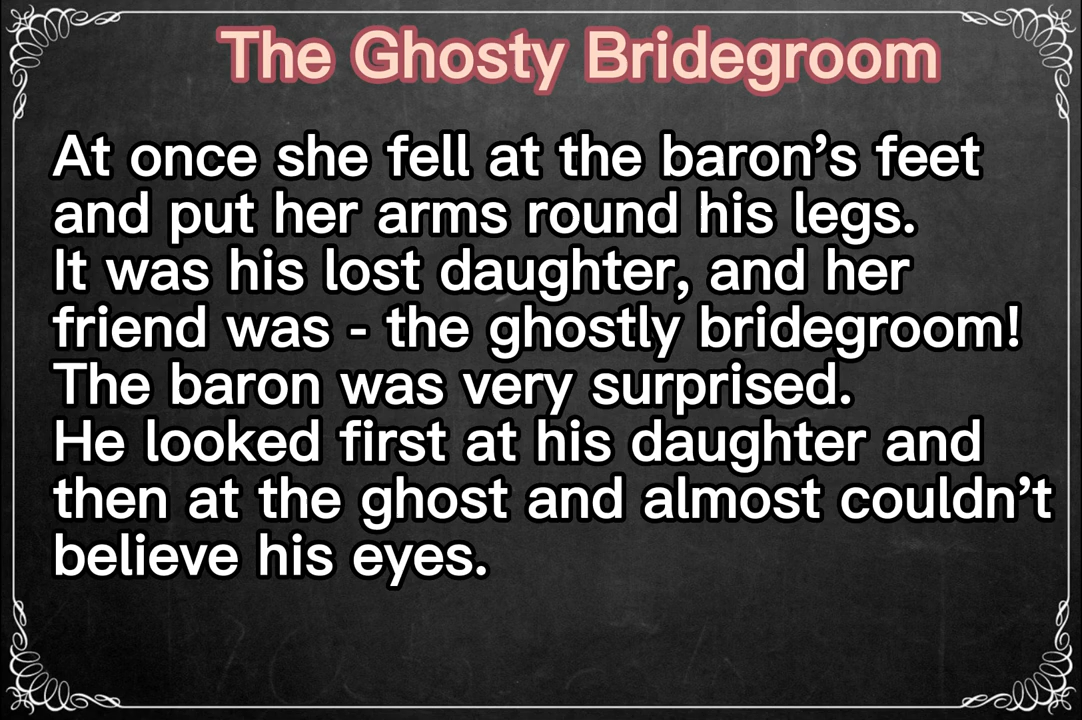 The Ghosty Bridegroom
At once she fell at the baron’s feet
and put her arms round his legs.
It was his lost daughter, and her
friend was - the ghostly bridegroom!
The baron was very surprised.
He looked first at his daughter and
then at the ghost and almost couldn’t
believe his eyes.